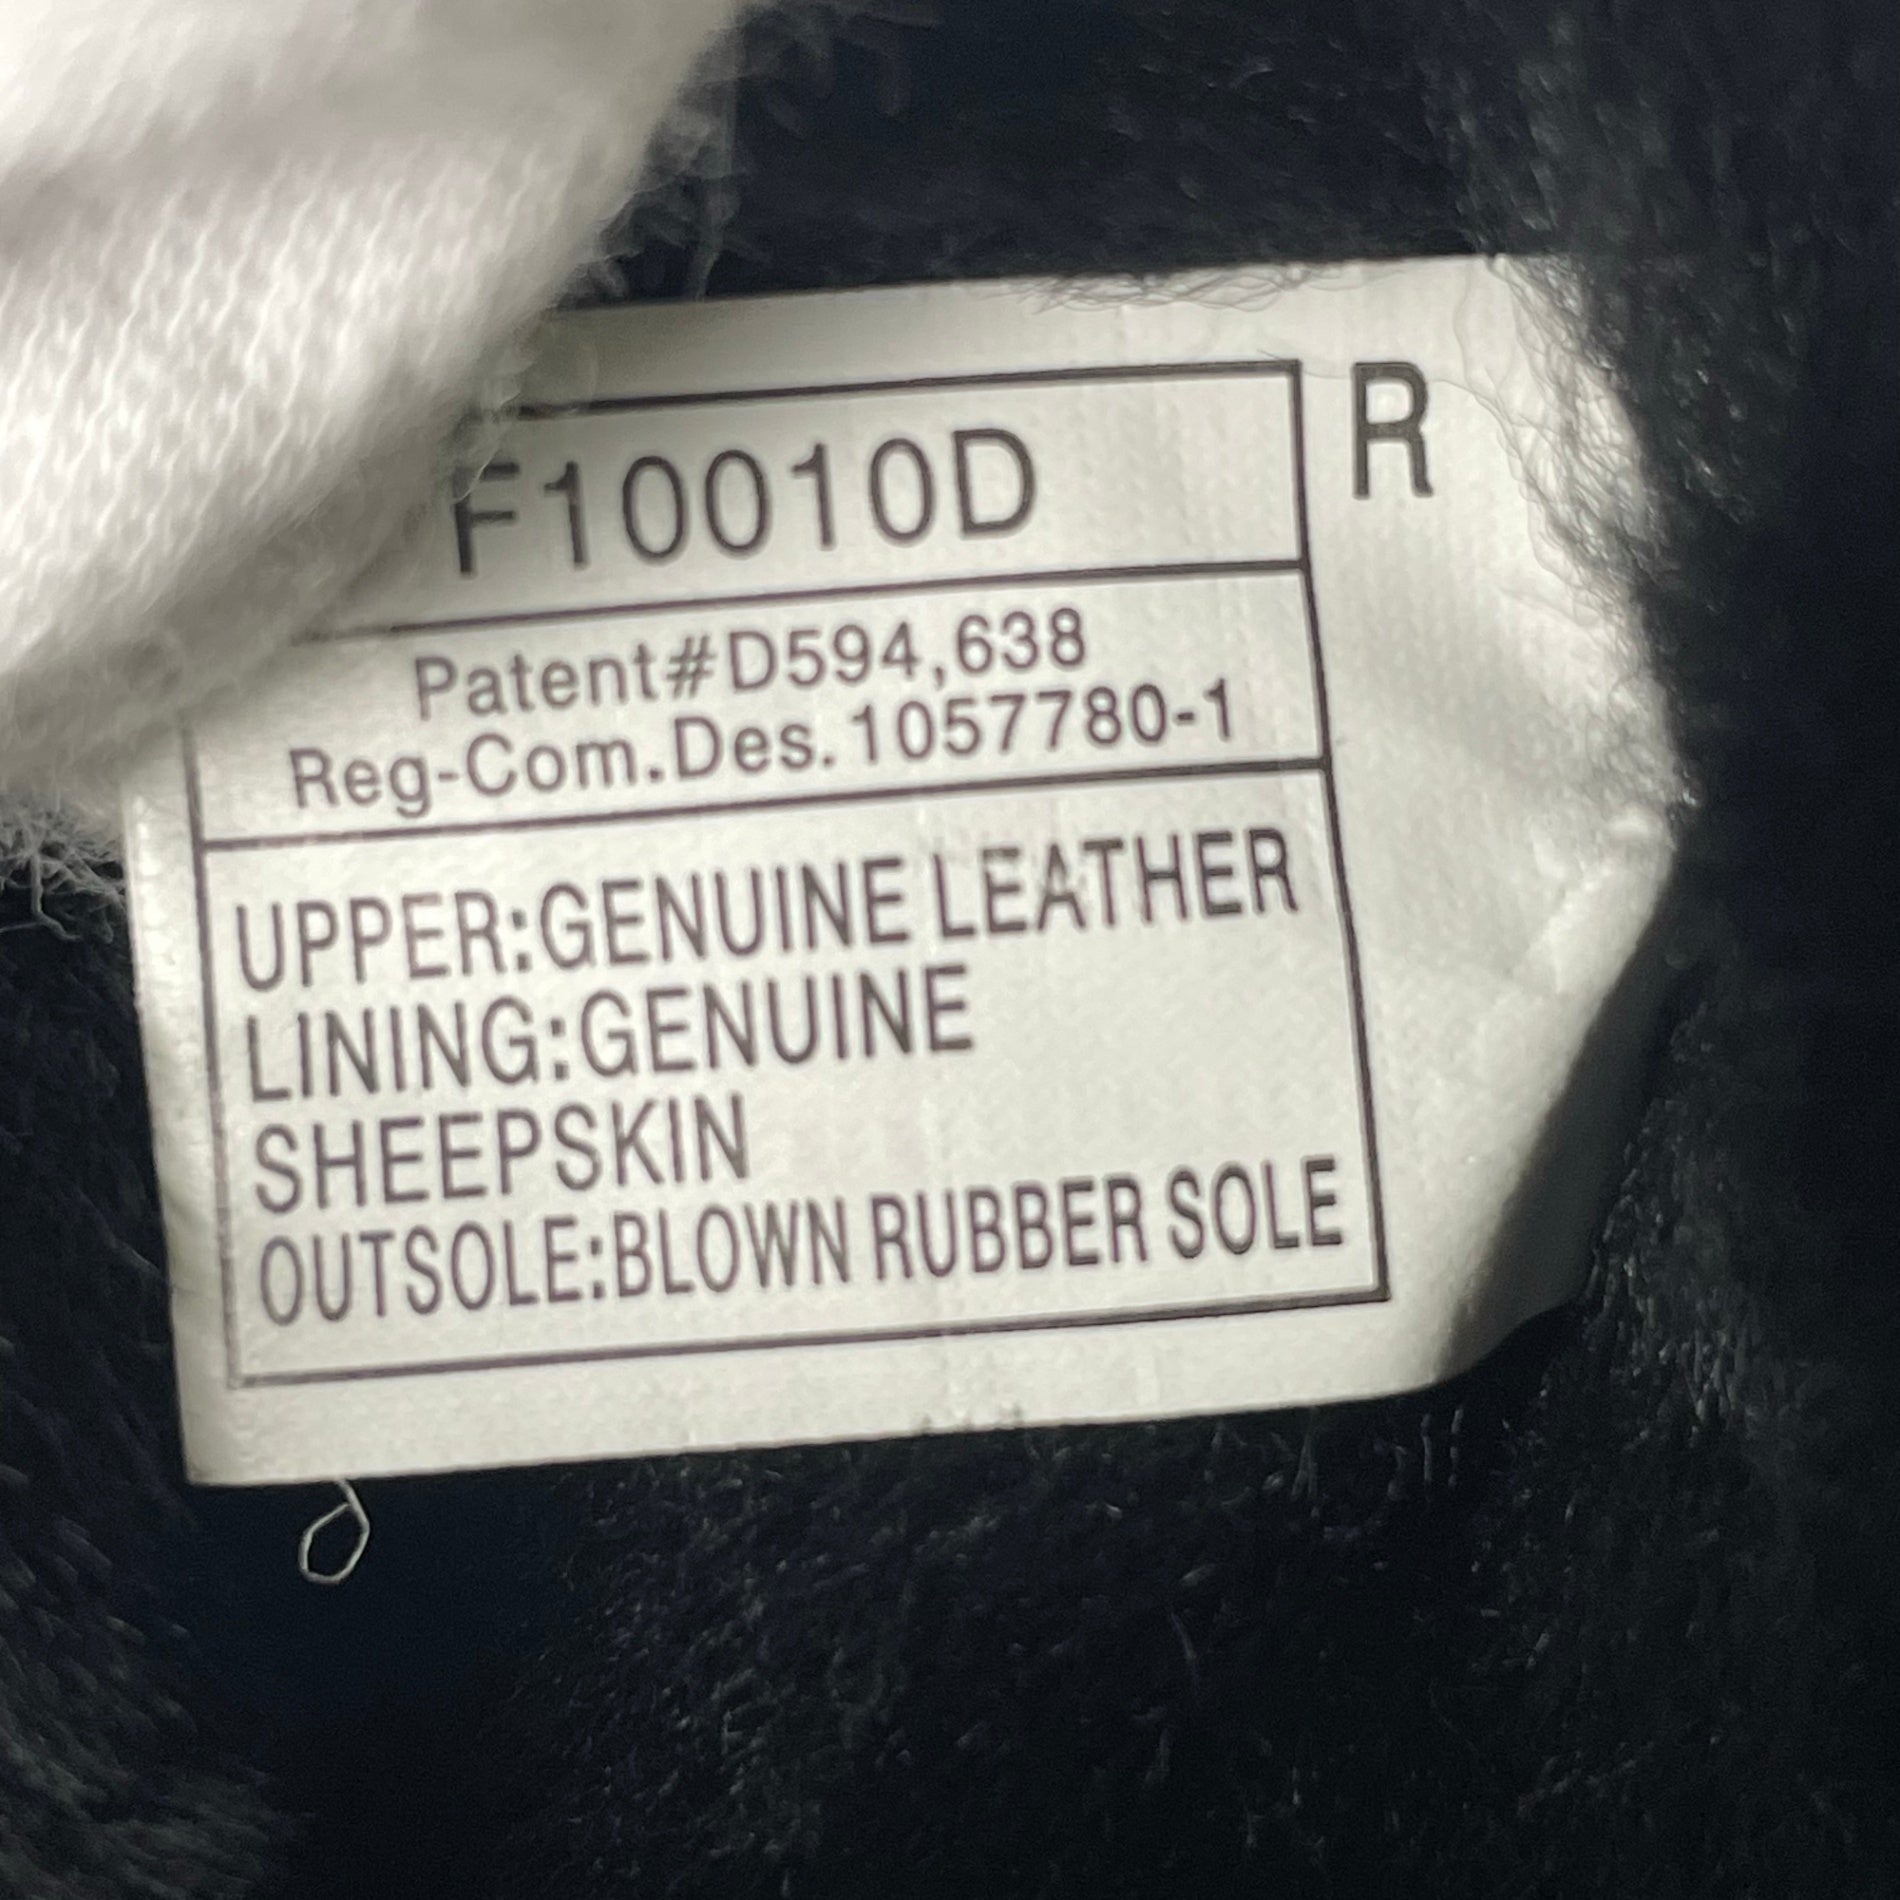 F10010D
R
Patent#D594,638
Reg-Com.Des.1057780-1
UPPER:GENUINE LEATHER
LINING:GENUINE
SHEEPSKIN
OUTSOLE:BLOWN RUBBER SOLE